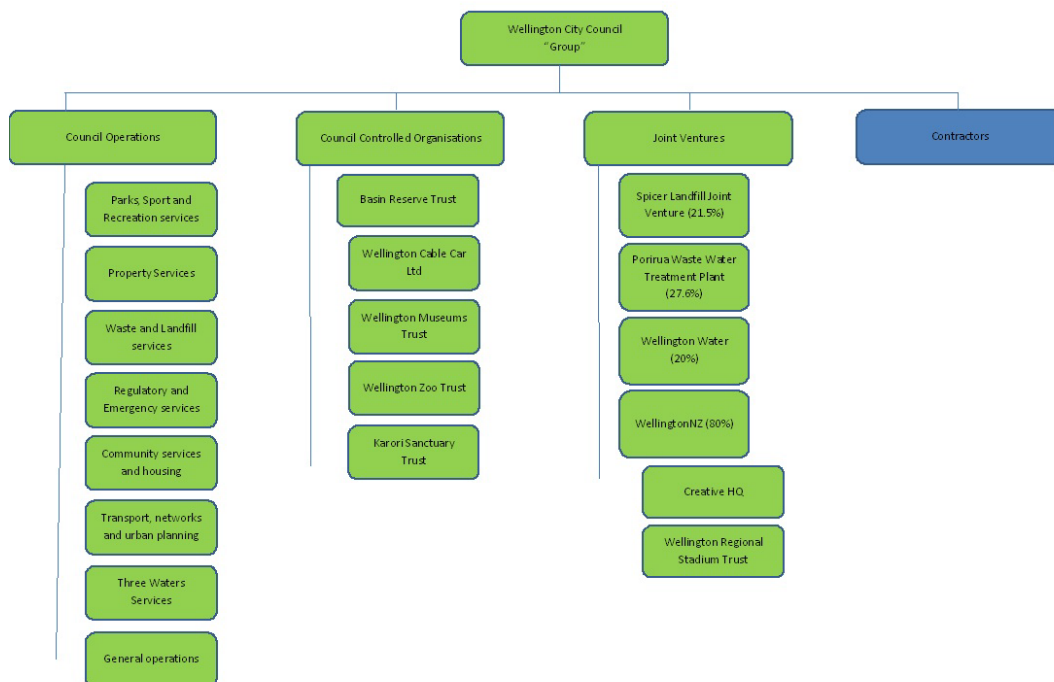 Wellington City Council
"Group"
Council Operations
Council Controlled Organisations
Joint Ventures
Contractors
Parks, Sport and
Recreation services
Property Services
Waste and Landfill
services
Regulatory and
Emergency services
Community services
and housing
Transport, networks
and urban planning
Three Waters
Services
General operations
Basin Reserve Trust
Wellington Cable Car
Ltd
Wellington Museums
Trust
Wellington Zoo Trust
Karori Sanctuary
Trust
Spicer Landfill Joint
Venture (21.5%)
Porirua Waste Water
Treatment Plant
(27.6%)
Wellington Water
(20%)
WellingtonNZ (80%)
Creative HQ
Wellington Regional
Stadium Trust